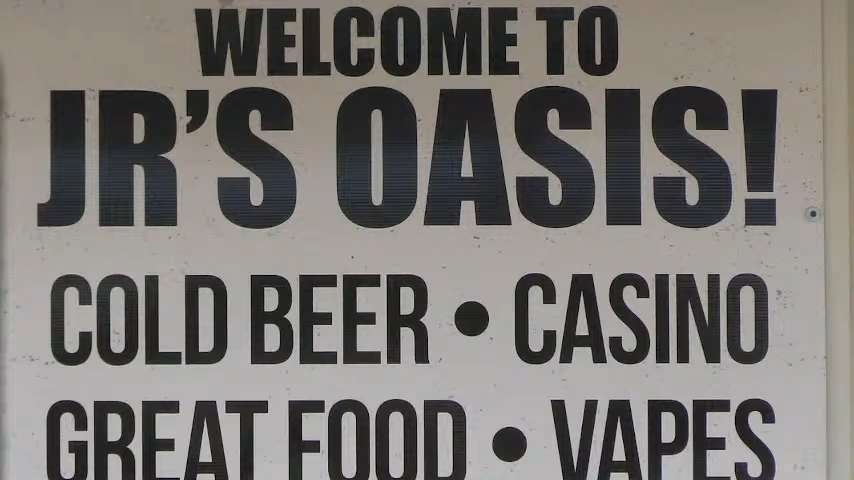 WELCOME TO
JR'S OASIS!
COLD BEER • CASINO
GREAT FOOD • VAPES